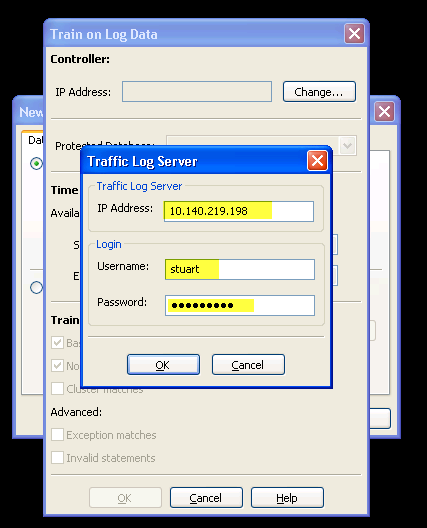 Train on Log Data
Controller:
IP Address:
Change...
New
Dat
Protected Database:
Traffic Log Server
Traffic Log Server
IP Address: 10.140.219.198
Time
Availa
Login
S
Username: stuart
E
Password: •••••••••
Train
OK Cancel
Bas
No
Cluster matches
Advanced:
Exception matches
Invalid statements
OK Cancel Help